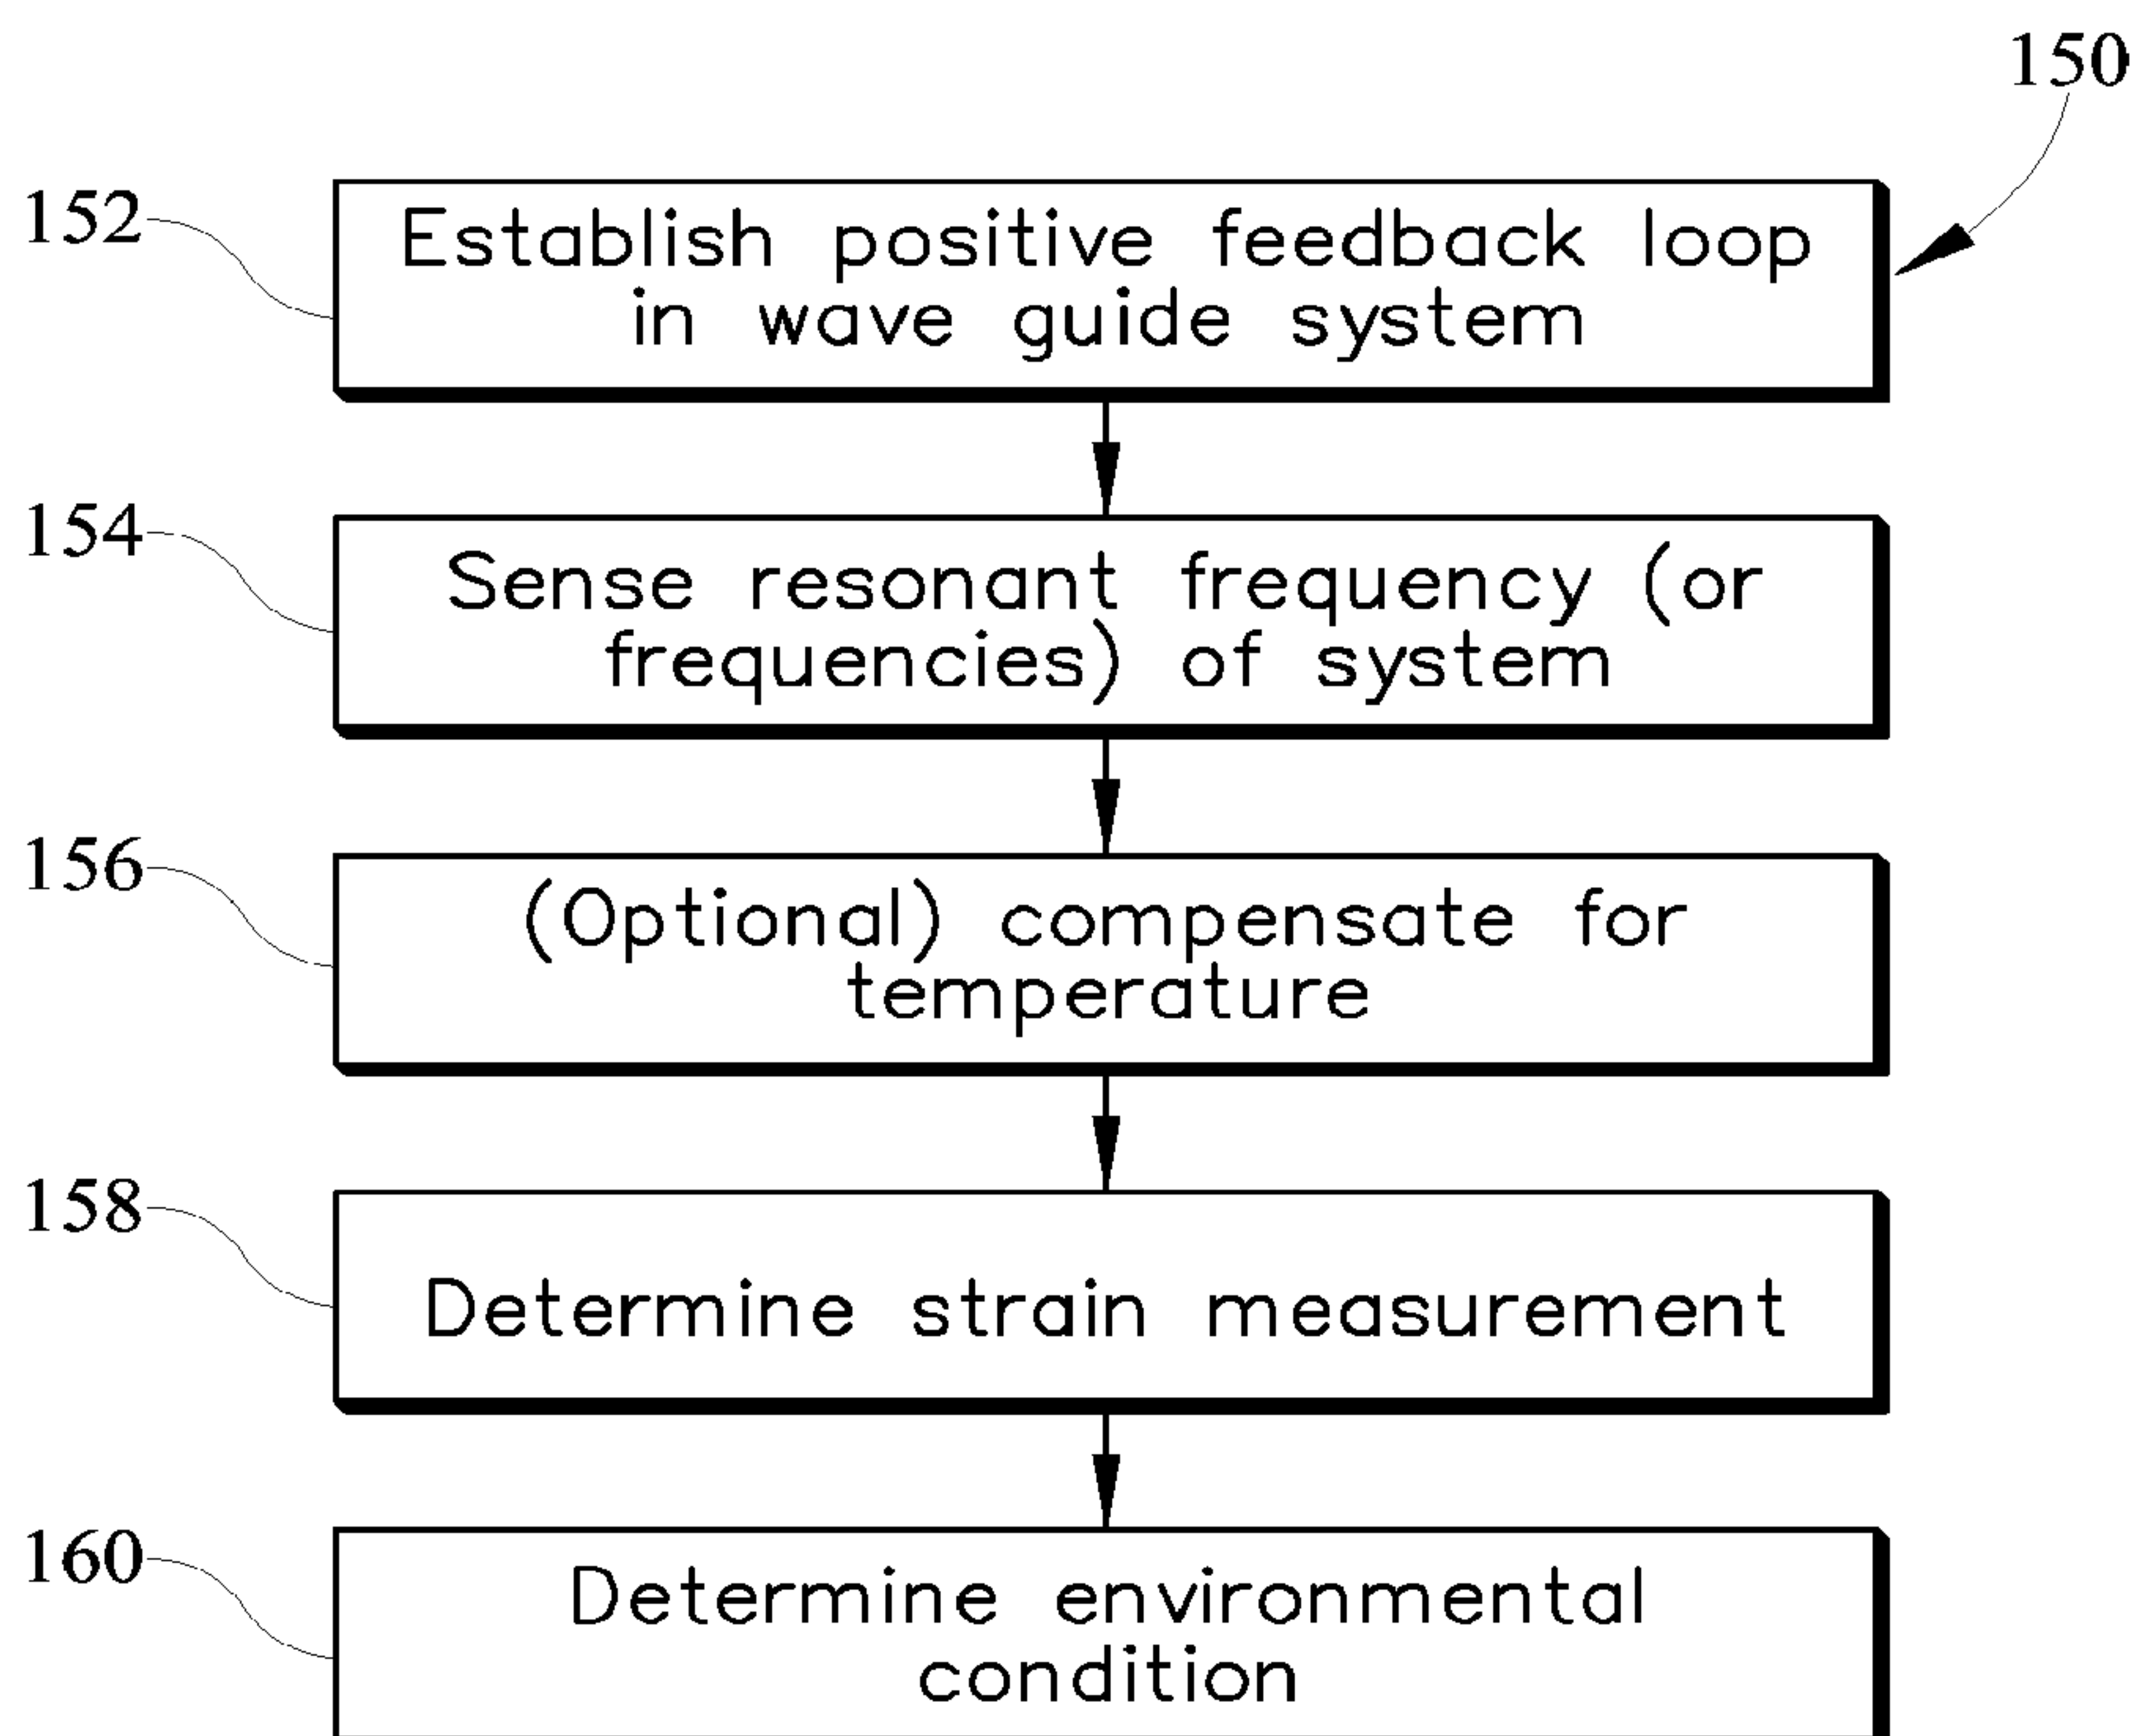 150
152
Establish positive feedback loop
in wave guide system
154
Sense resonant frequency (or
frequencies) of system
156
(Optional) compensate for
temperature
158
Determine strain measurement
160
Determine environmental
condition